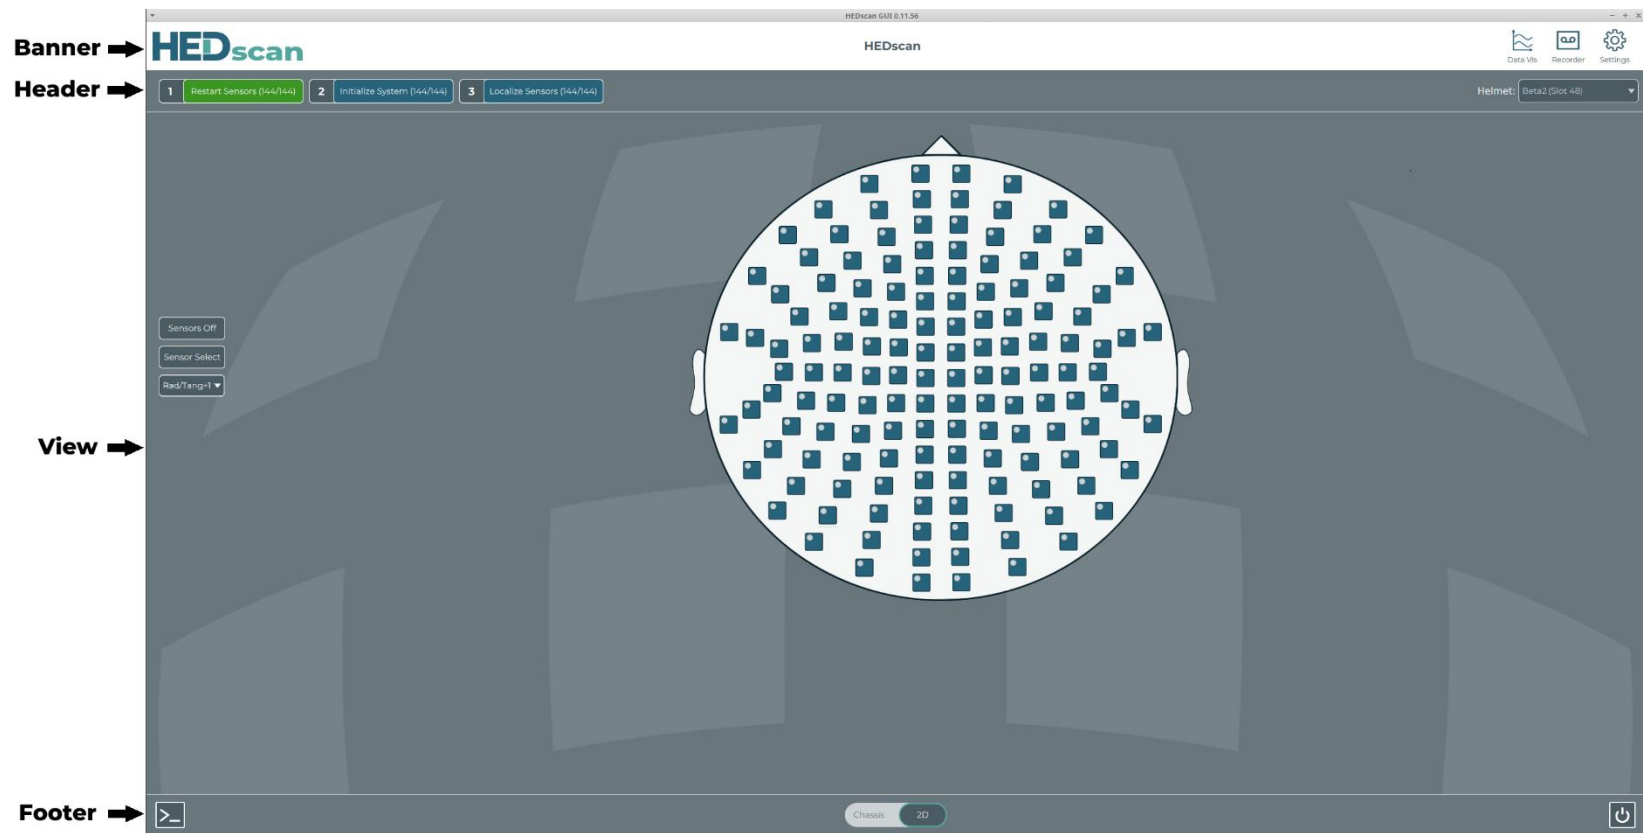 HEDscan GUI 0.11.56
Banner
HEDscan
HEDscan
Data Vis
Recorder
Settings
Header
1 Restart Sensors (144/144)
2 Initialize System (144/144)
3 Localize Sensors (144/144)
Helmet: Beta2 (Slot 48)
Sensors Off
Sensor Select
Rad/Tang+1
View
Footer
>_
Chassis
2D